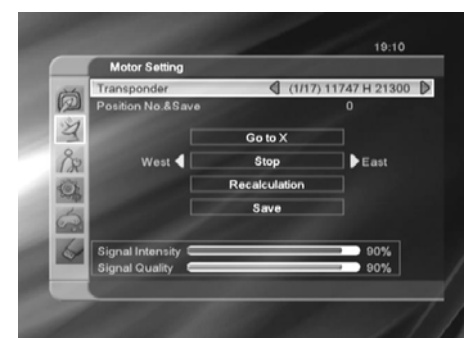 19:10
Motor Setting
Transponder (1/17) 11747 H 21300
Position No.&Save 0
Go to X
West Stop East
Recalculation
Save
Signal Intensity 90%
Signal Quality 90%